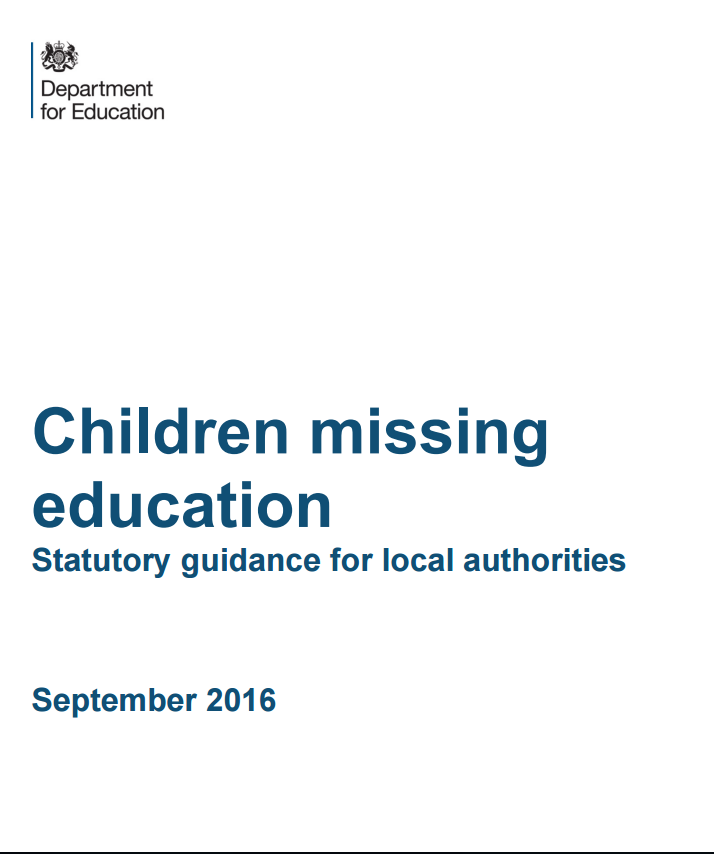 Department
for Education
Children missing
education
Statutory guidance for local authorities
September 2016